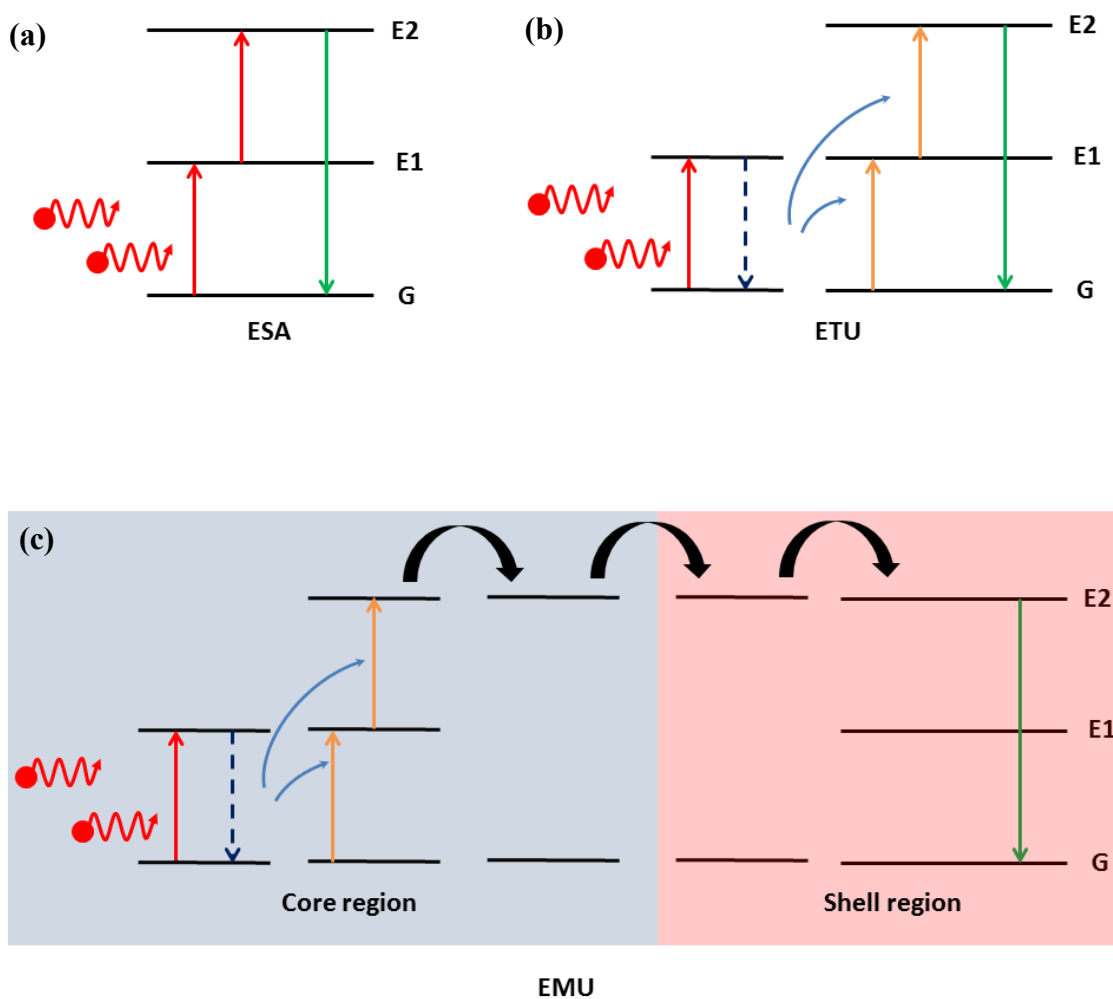 (a)
E2
E1
G
ESA
(b)
E2
E1
G
ETU
(c)
E2
E1
G
Core region
Shell region
EMU